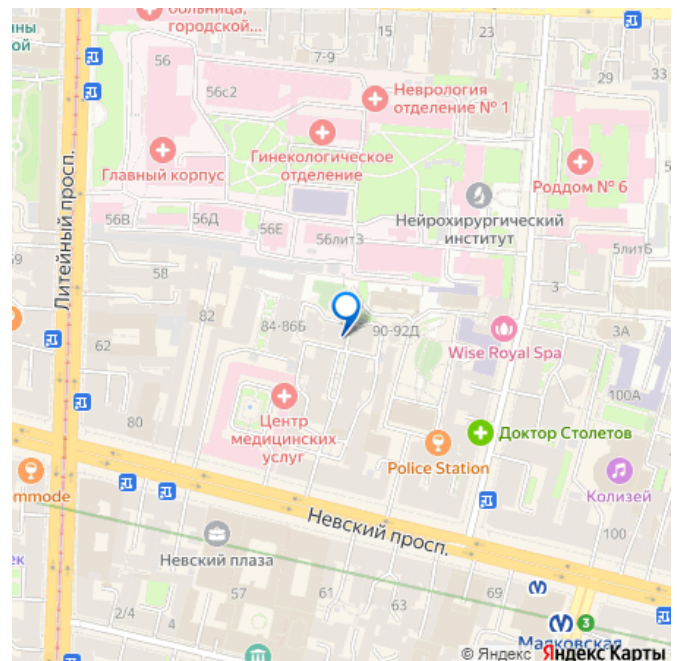 больница,
городской...
15
23
7-9
56
56с2
Неврология
отделение № 1
29
33
Гинекологическое
отделение
Главный корпус
Роддом № 6
Нейрохирургический
институт
56В
56Д
56Е
56литЗ
5литБ
Литейный просп.
58
3
82
84-86Б
90-92Д
3А
62
Wise Royal Spa
100А
Центр
медицинских
услуг
80
Доктор Столетов
Police Station
Колизей
ommode
Невский просп.
100
Невский плаза
57
61
63
2/4
4
3
Маяковская
© Яндекс Яндекс Карты